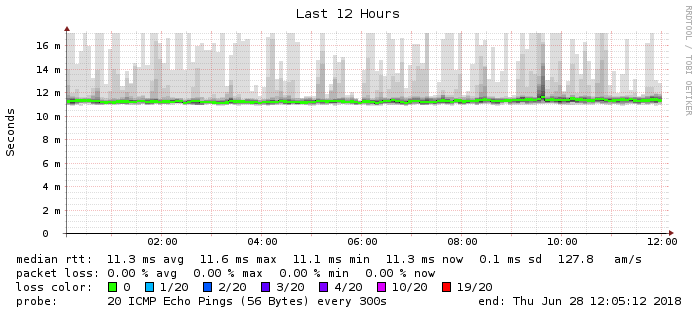 Last 12 Hours
RRDTOOL / TOBI OETIKER
Seconds
16 m
14 m
12 m
10 m
8 m
6 m
4 m
2 m
0
02:00 04:00 06:00 08:00 10:00 12:00
median rtt: 11.3 ms avg 11.6 ms max 11.1 ms min 11.3 ms now 0.1 ms sd 127.8 am/s
packet loss: 0.00 % avg 0.00 % max 0.00 % min 0.00 % now
loss color: 0 1/20 2/20 3/20 4/20 10/20 19/20
probe: 20 ICMP Echo Pings (56 Bytes) every 300s end: Thu Jun 28 12:05:12 2018